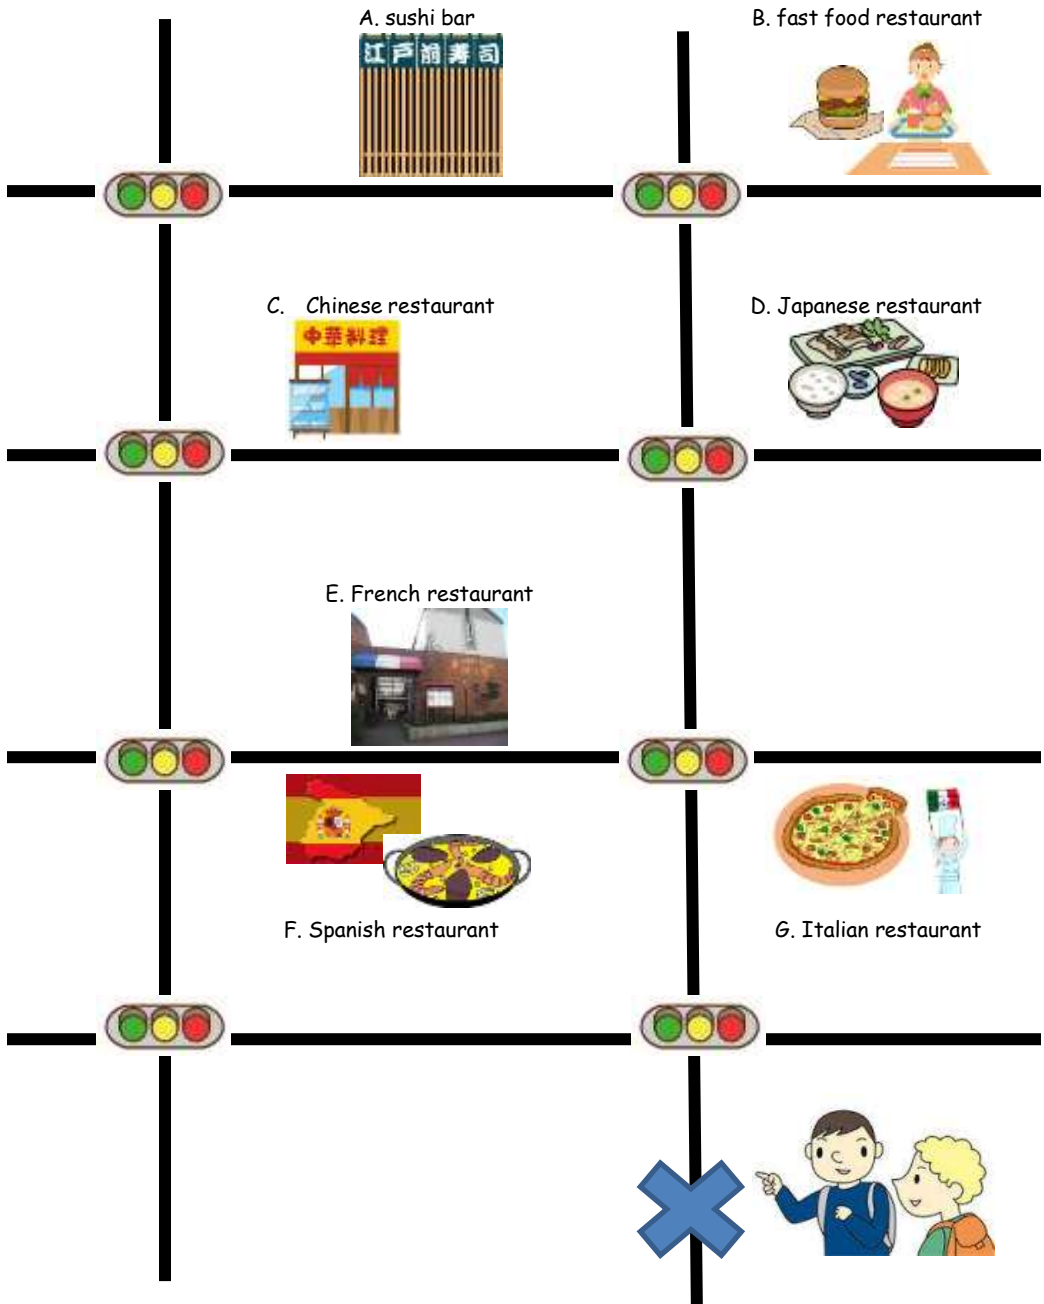 A. sushi bar
B. fast food restaurant
江戸前寿司
C. Chinese restaurant
D. Japanese restaurant
中華料理
E. French restaurant
F. Spanish restaurant
G. Italian restaurant